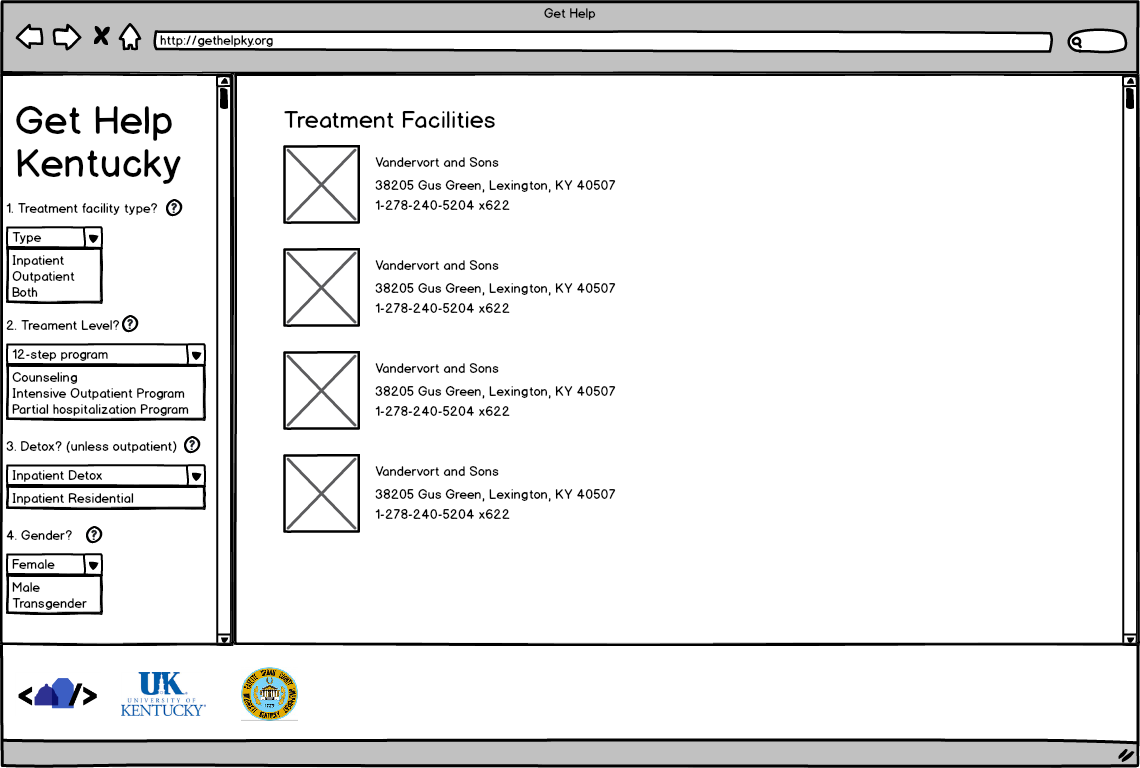 Get Help
http://gethelpky.org
Get Help
Kentucky
1. Treatment facility type? ?
Type
Inpatient
Outpatient
Both
2. Treament Level? ?
12-step program
Counseling
Intensive Outpatient Program
Partial hospitalization Program
3. Detox? (unless outpatient) ?
Inpatient Detox
Inpatient Residential
4. Gender? ?
Female
Male
Transgender
Treatment Facilities
Vandervort and Sons
38205 Gus Green, Lexington, KY 40507
1-278-240-5204 x622
Vandervort and Sons
38205 Gus Green, Lexington, KY 40507
1-278-240-5204 x622
Vandervort and Sons
38205 Gus Green, Lexington, KY 40507
1-278-240-5204 x622
Vandervort and Sons
38205 Gus Green, Lexington, KY 40507
1-278-240-5204 x622
UK
UNIVERSITY OF
KENTUCKY